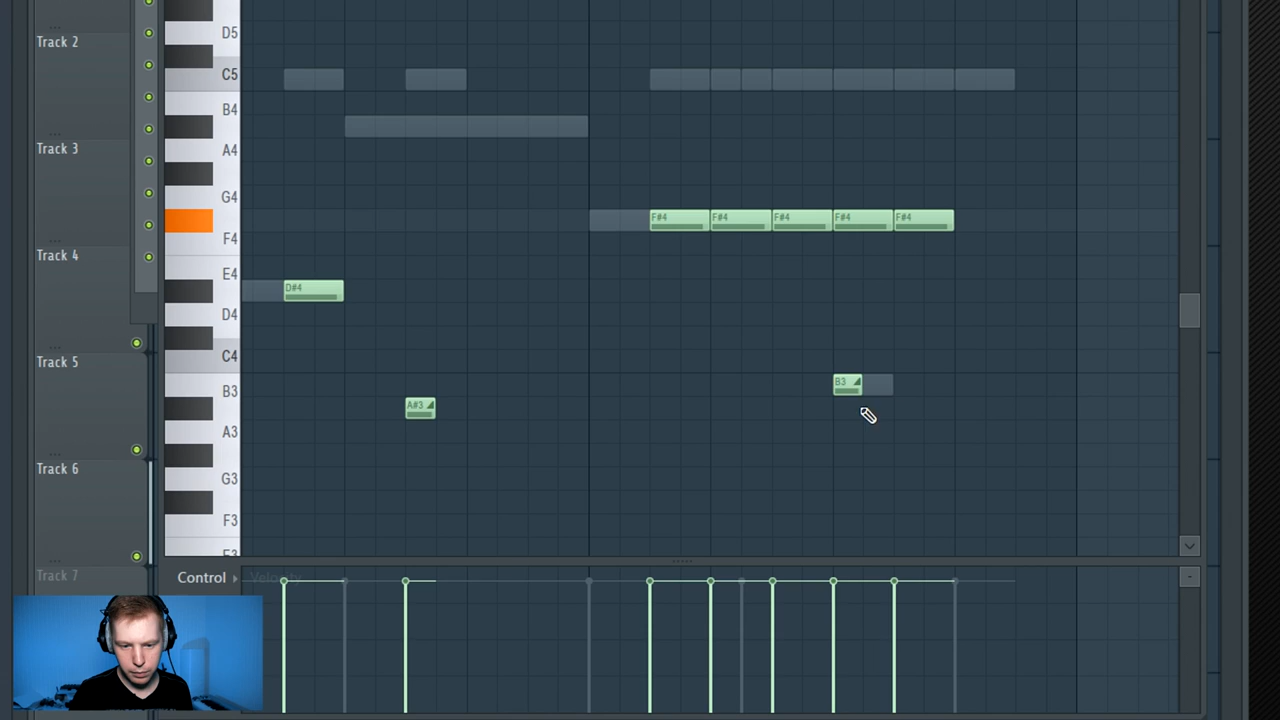 Track 2
Track 3
Track 4
Track 5
Track 6
Track 7
D5
C5
B4
A4
G4
F4
E4
D4
C4
B3
A3
G3
F3
E3
F#4 F#4 F#4 F#4 F#4
D#4
B3
A#3
Control
Velocity